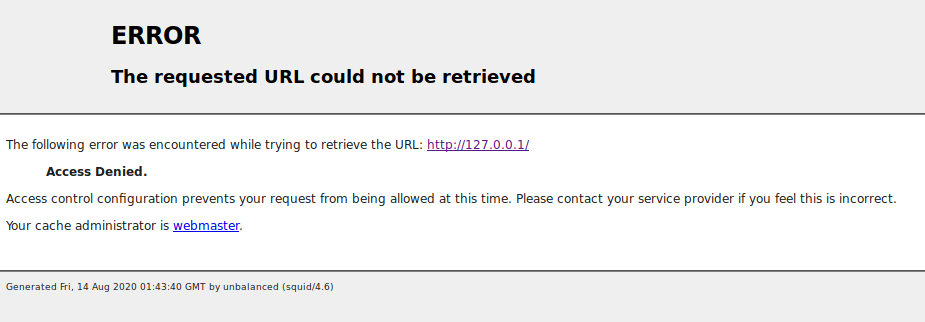 ERROR
The requested URL could not be retrieved
The following error was encountered while trying to retrieve the URL: http://127.0.0.1/
Access Denied.
Access control configuration prevents your request from being allowed at this time. Please contact your service provider if you feel this is incorrect.
Your cache administrator is webmaster.
Generated Fri, 14 Aug 2020 01:43:40 GMT by unbalanced (squid/4.6)